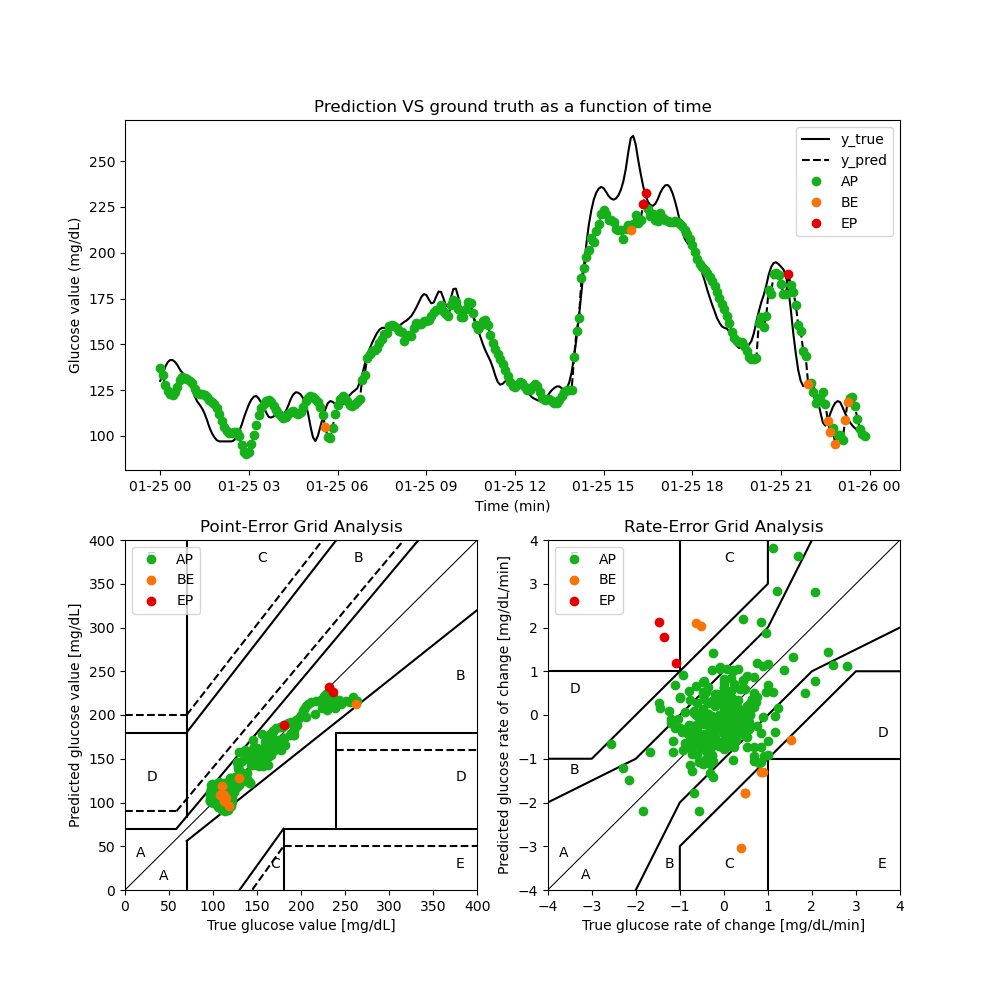 Prediction VS ground truth as a function of time
Glucose value (mg/dL)
250
225
200
175
150
125
100
y_true
y_pred
AP
BE
EP
01-25 00 01-25 03 01-25 06 01-25 09 01-25 12 01-25 15 01-25 18 01-25 21 01-26 00
Time (min)
Point-Error Grid Analysis
Predicted glucose value [mg/dL]
400
350
300
250
200
150
100
50
0
AP
BE
EP
C B
B
D D
A
A
C E
0 50 100 150 200 250 300 350 400
True glucose value [mg/dL]
Rate-Error Grid Analysis
Predicted glucose rate of change [mg/dL/min]
4
3
2
1
0
−1
−2
−3
−4
AP
BE
EP
C
D
D
B
A
A
B C E
−4 −3 −2 −1 0 1 2 3 4
True glucose rate of change [mg/dL/min]